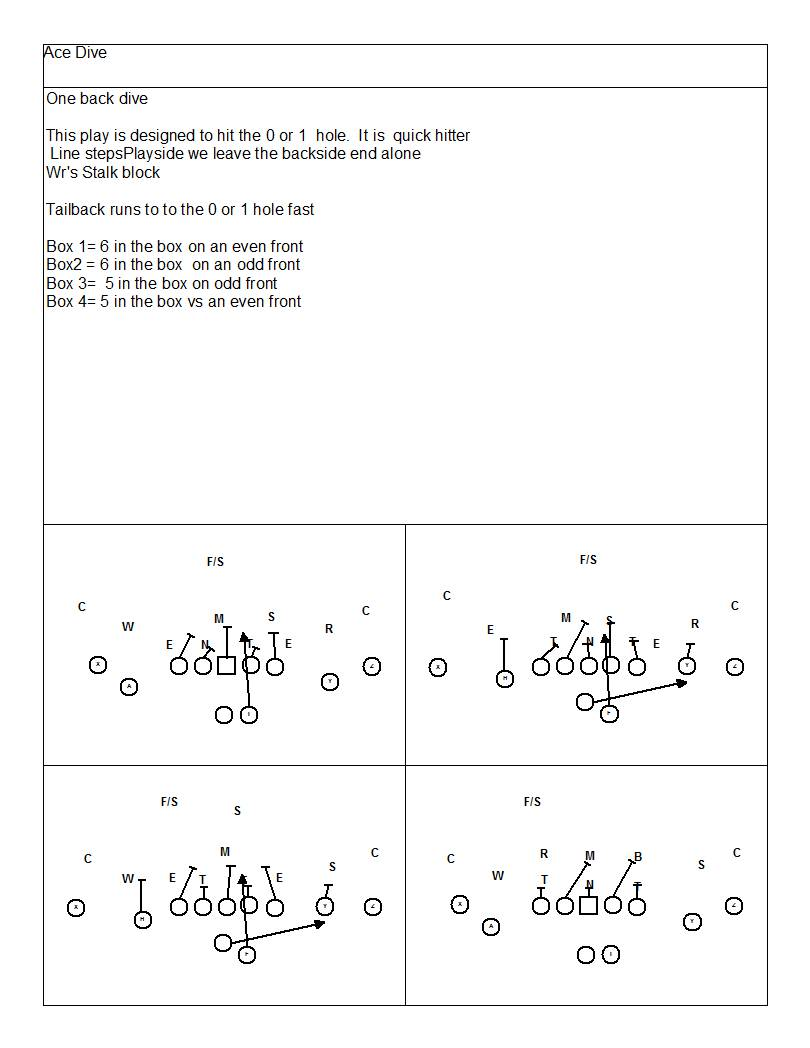 Ace Dive
One back dive
This play is designed to hit the 0 or 1  hole.  It is  quick hitter
Line stepsPlayside we leave the backside end alone
Wr's Stalk block
Tailback runs to to the 0 or 1 hole fast
Box 1= 6 in the box on an even front
Box2 = 6 in the box  on an odd front
Box 3=  5 in the box on odd front
Box 4= 5 in the box vs an even front
F/S
C W M S R C
E N T E
X A Y Z
F/S
C E M S R C
T N T E
X H Y Z
F
F/S S
C W E T M E S C
X H Y Z
F
F/S
C W R M B S C
T N T
X A Y Z